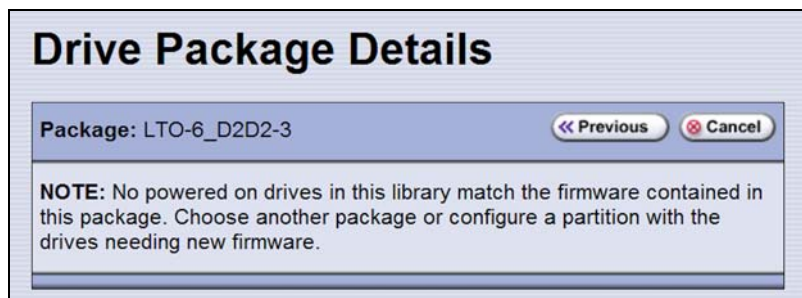 Drive Package Details
Package: LTO-6_D2D2-3
Previous
Cancel
NOTE: No powered on drives in this library match the firmware contained in
this package. Choose another package or configure a partition with the
drives needing new firmware.